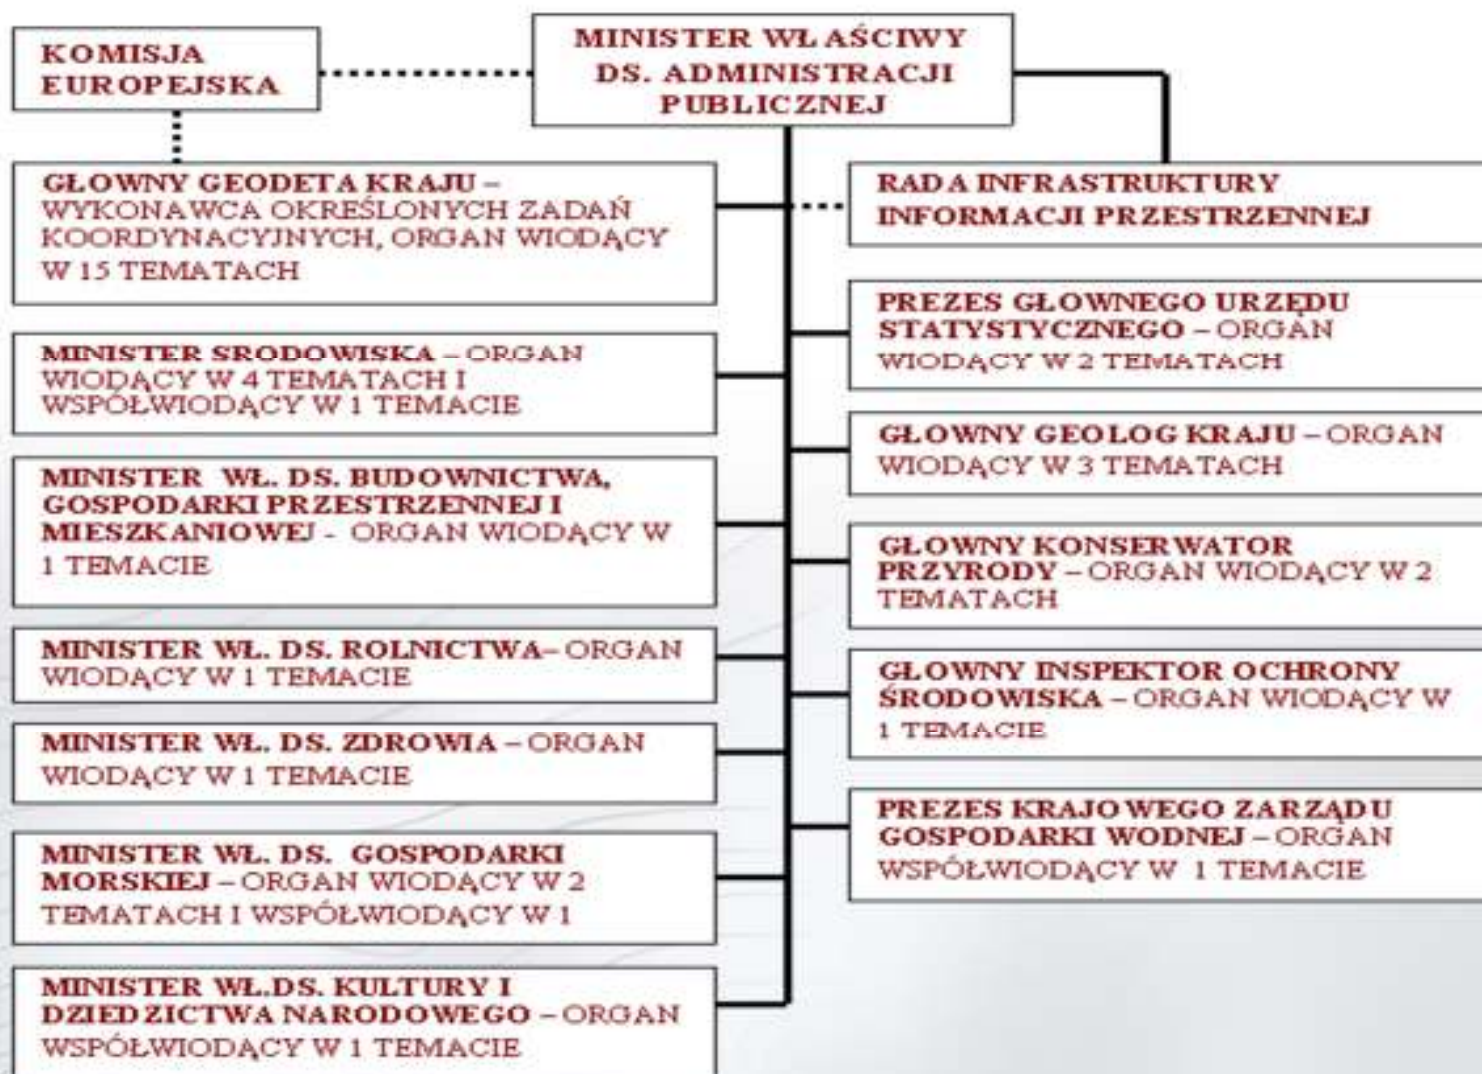 KOMISJA
EUROPEJSKA
MINISTER WŁAŚCIWY
DS. ADMINISTRACJI
PUBLICZNEJ
GŁOWNY GEODETA KRAJU –
WYKONAWCA OKREŚLONYCH ZADAŃ
KOORDYNACYJNYCH, ORGAN WIODĄCY
W 15 TEMATACH
MINISTER SRODOWISKA – ORGAN
WIODĄCY W 4 TEMATACH I
WSPÓŁWIODĄCY W 1 TEMACIE
MINISTER WŁ. DS. BUDOWNICTWA,
GOSPODARKI PRZESTRZENNEJ I
MIESZKANIOWEJ - ORGAN WIODĄCY W
1 TEMACIE
MINISTER WŁ. DS. ROLNICTWA– ORGAN
WIODĄCY W 1 TEMACIE
MINISTER WŁ. DS. ZDROWIA – ORGAN
WIODĄCY W 1 TEMACIE
MINISTER WŁ. DS. GOSPODARKI
MORSKIEJ – ORGAN WIODĄCY W 2
TEMATACH I WSPÓŁWIODĄCY W 1
MINISTER WŁ.DS. KULTURY I
DZIEDZICTWA NARODOWEGO – ORGAN
WSPÓŁWIODĄCY W 1 TEMACIE
RADA INFRASTRUKTURY
INFORMACJI PRZESTRZENNEJ
PREZES GŁOWNEGO URZĘDU
STATYSTYCZNEGO – ORGAN
WIODĄCY W 2 TEMATACH
GŁOWNY GEOLOG KRAJU – ORGAN
WIODĄCY W 3 TEMATACH
GŁOWNY KONSERWATOR
PRZYRODY – ORGAN WIODĄCY W 2
TEMATACH
GŁOWNY INSPEKTOR OCHRONY
ŚRODOWISKA – ORGAN WIODĄCY W
1 TEMACIE
PREZES KRAJOWEGO ZARZĄDU
GOSPODARKI WODNEJ – ORGAN
WSPÓŁWIODĄCY W 1 TEMACIE